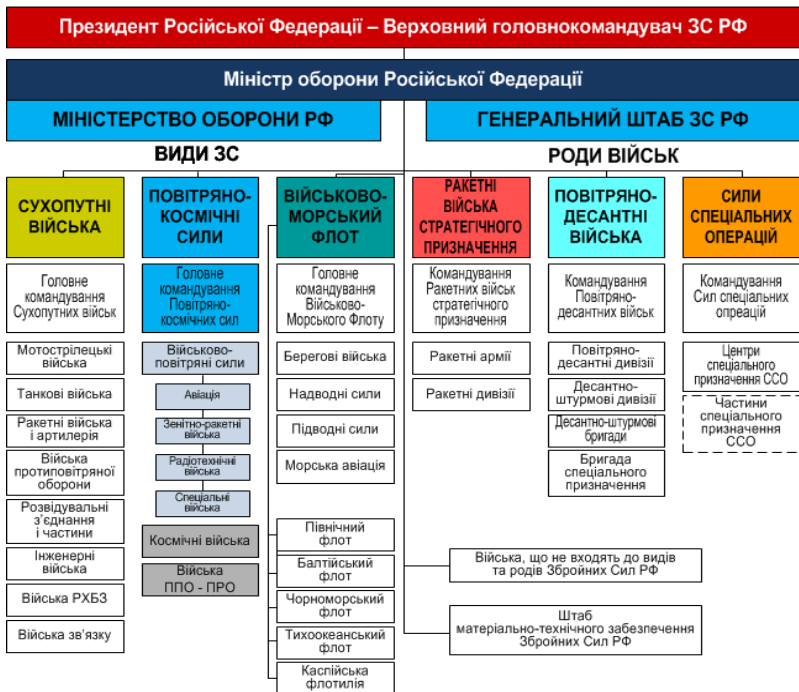 Президент Російської Федерації – Верховний головнокомандувач ЗС РФ
Міністр оборони Російської Федерації
МІНІСТЕРСТВО ОБОРОНИ РФ
ГЕНЕРАЛЬНИЙ ШТАБ ЗС РФ
ВИДИ ЗС
РОДИ ВІЙСЬК
СУХОПУТНІ
ВІЙСЬКА
ПОВІТРЯНО-
КОСМІЧНІ
СИЛИ
ВІЙСЬКОВО-
МОРСЬКИЙ
ФЛОТ
РАКЕТНІ
ВІЙСЬКА
СТРАТЕГІЧНОГО
ПРИЗНАЧЕННЯ
ПОВІТРЯНО-
ДЕСАНТНІ
ВІЙСЬКА
СИЛИ
СПЕЦІАЛЬНИХ
ОПЕРАЦІЙ
Головне
командування
Сухопутних військ
Головне
командування
Повітряно-
космічних сил
Головне
командування
Військово-
Морського Флоту
Командування
Ракетних військ
стратегічного
призначення
Командування
Повітряно-
десантних військ
Командування
Сил спеціальних
опреацій
Мотострілецькі
війська
Танкові війська
Ракетні війська
і артилерія
Війська
протиповітряної
оборони
Розвідувальні
з’єднання
і частини
Інженерні
війська
Війська РХБЗ
Війська зв’язку
Військово-
повітряні сили
Авіація
Зенітно-ракетні
війська
Радіотехнічні
війська
Спеціальні
війська
Космічні війська
Війська
ППО - ПРО
Берегові війська
Надводні сили
Підводні сили
Морська авіація
Північний
флот
Балтійський
флот
Чорноморський
флот
Тихоокеанський
флот
Каспійська
флотилія
Ракетні армії
Ракетні дивізії
Повітряно-
десантні дивізії
Десантно-
штурмові дивізії
Десантно-штурмові
бригади
Бригада
спеціального
призначення
Центри
спеціального
призначення ССО
Частини
спеціального
призначення
ССО
Війська, що не входять до видів
та родів Збройних Сил РФ
Штаб
матеріально-технічного забезпечення
Збройних Сил РФ